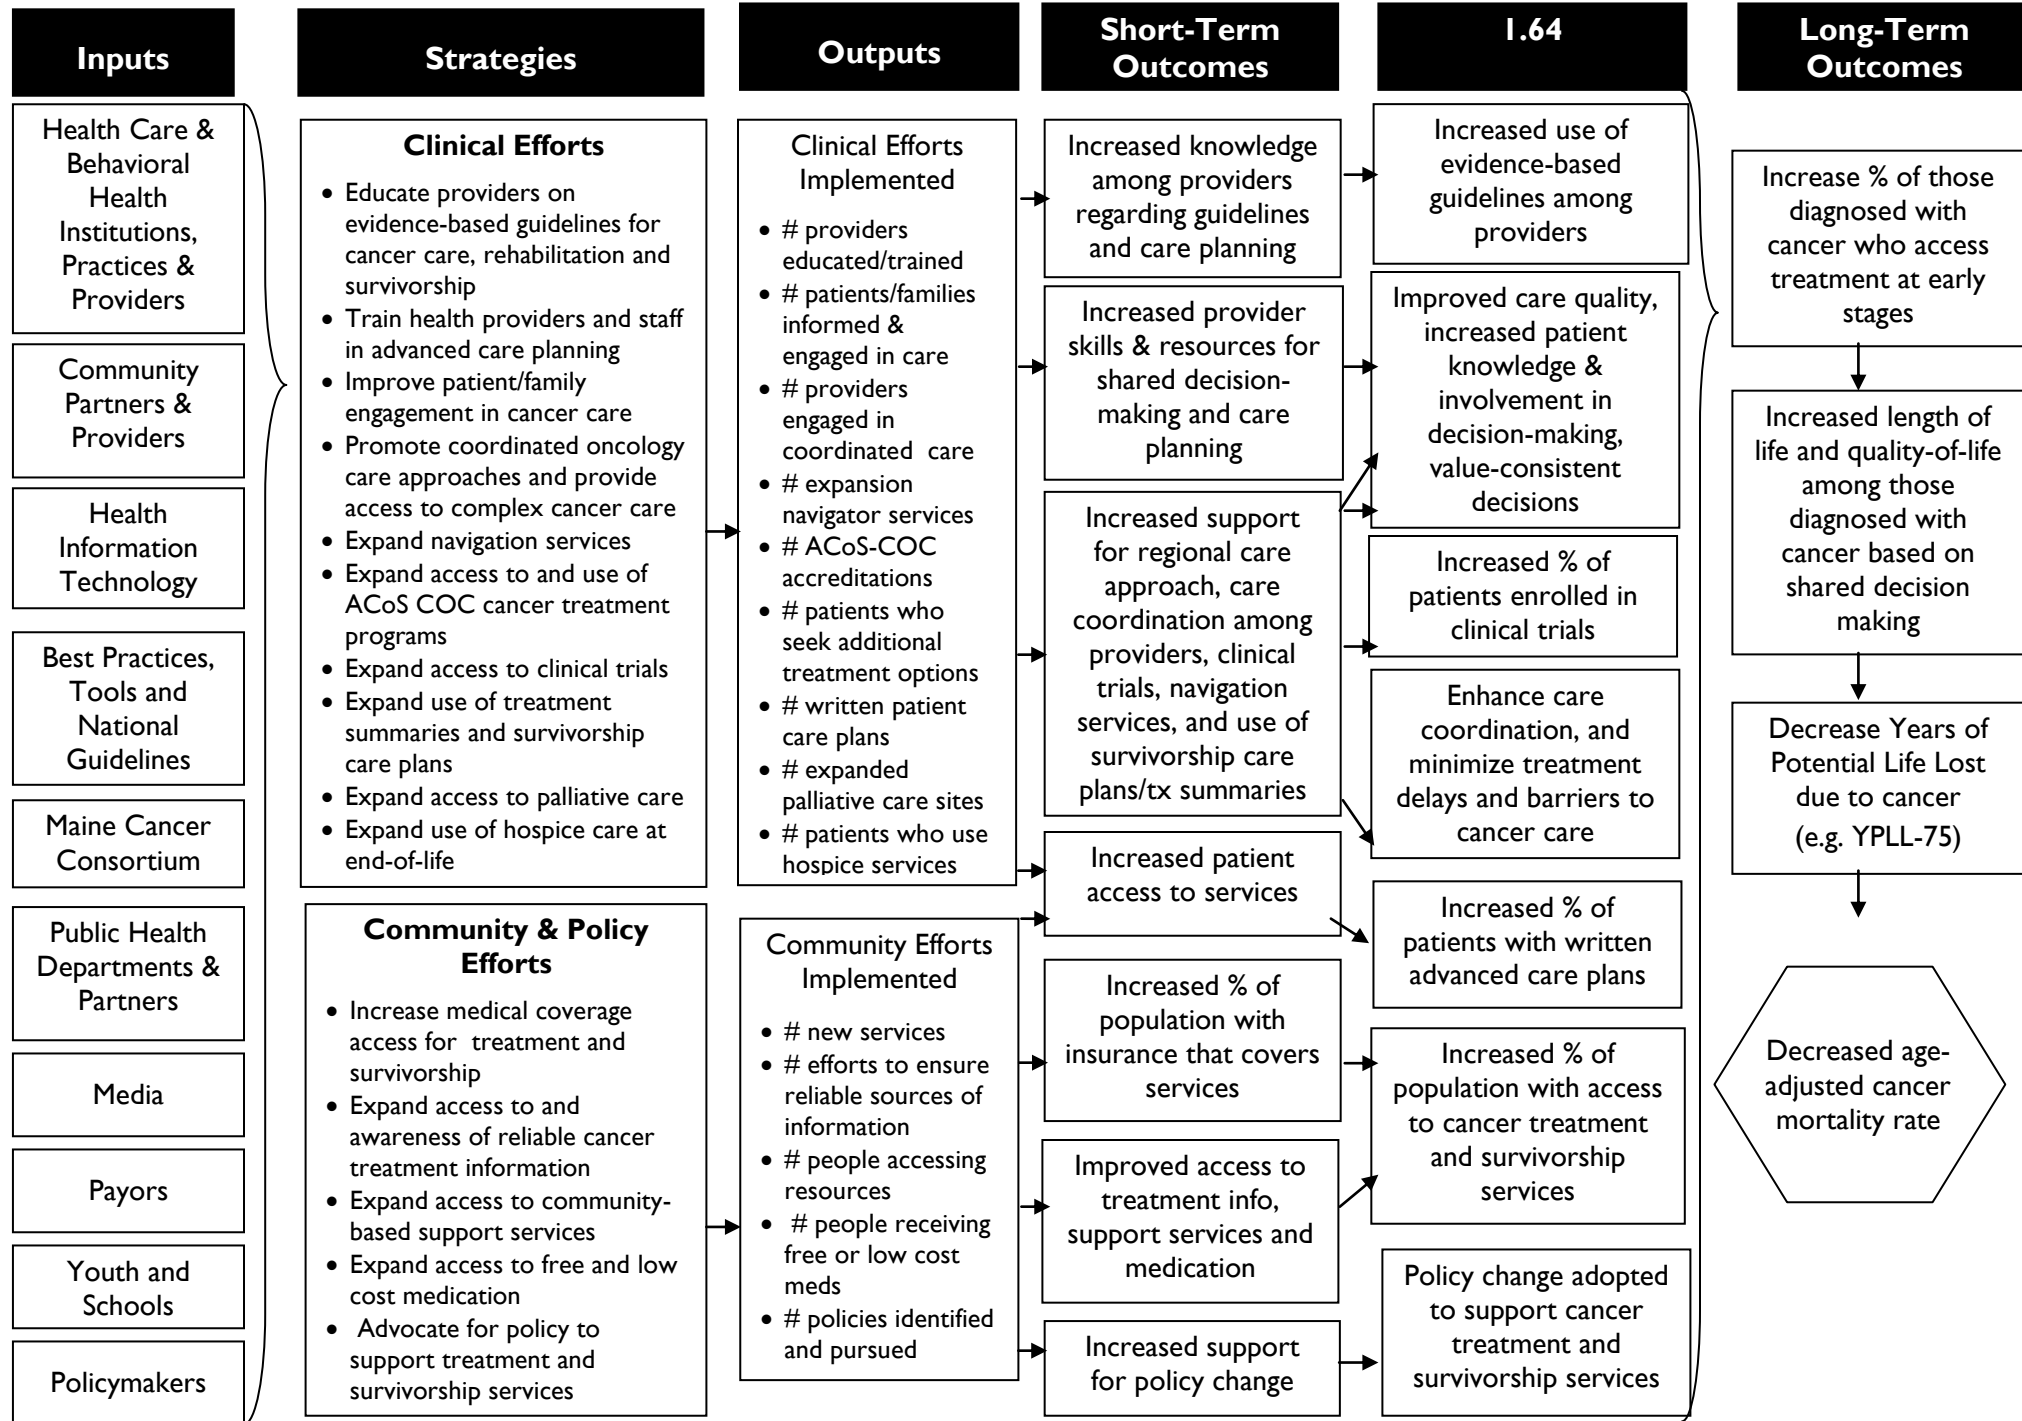 Inputs
Strategies
Outputs
Short-Term
Outcomes
1.64
Long-Term
Outcomes
Health Care &
Behavioral
Health
Institutions,
Practices &
Providers
Community
Partners &
Providers
Health
Information
Technology
Best Practices,
Tools and
National
Guidelines
Maine Cancer
Consortium
Public Health
Departments &
Partners
Media
Payors
Youth and
Schools
Policymakers
Clinical Efforts
• Educate providers on
evidence-based guidelines for
cancer care, rehabilitation and
survivorship
• Train health providers and staff
in advanced care planning
• Improve patient/family
engagement in cancer care
• Promote coordinated oncology
care approaches and provide
access to complex cancer care
• Expand navigation services
• Expand access to and use of
ACoS COC cancer treatment
programs
• Expand access to clinical trials
• Expand use of treatment
summaries and survivorship
care plans
• Expand access to palliative care
• Expand use of hospice care at
end-of-life
Community & Policy
Efforts
• Increase medical coverage
access for treatment and
survivorship
• Expand access to and
awareness of reliable cancer
treatment information
• Expand access to community-
based support services
• Expand access to free and low
cost medication
• Advocate for policy to
support treatment and
survivorship services
Clinical Efforts
Implemented
• # providers
educated/trained
• # patients/families
informed &
engaged in care
• # providers
engaged in
coordinated care
• # expansion
navigator services
• # ACoS-COC
accreditations
• # patients who
seek additional
treatment options
• # written patient
care plans
• # expanded
palliative care sites
• # patients who use
hospice services
Community Efforts
Implemented
• # new services
• # efforts to ensure
reliable sources of
information
• # people accessing
resources
• # people receiving
free or low cost
meds
• # policies identified
and pursued
Increased knowledge
among providers
regarding guidelines
and care planning
Increased provider
skills & resources for
shared decision-
making and care
planning
Increased support
for regional care
approach, care
coordination among
providers, clinical
trials, navigation
services, and use of
survivorship care
plans/tx summaries
Increased patient
access to services
Increased % of
population with
insurance that covers
services
Improved access to
treatment info,
support services and
medication
Increased support
for policy change
Increased use of
evidence-based
guidelines among
providers
Improved care quality,
increased patient
knowledge &
involvement in
decision-making,
value-consistent
decisions
Increased % of
patients enrolled in
clinical trials
Enhance care
coordination, and
minimize treatment
delays and barriers to
cancer care
Increased % of
patients with written
advanced care plans
Increased % of
population with access
to cancer treatment
and survivorship
services
Policy change adopted
to support cancer
treatment and
survivorship services
Increase % of those
diagnosed with
cancer who access
treatment at early
stages
Increased length of
life and quality-of-life
among those
diagnosed with
cancer based on
shared decision
making
Decrease Years of
Potential Life Lost
due to cancer
(e.g. YPLL-75)
Decreased age-
adjusted cancer
mortality rate